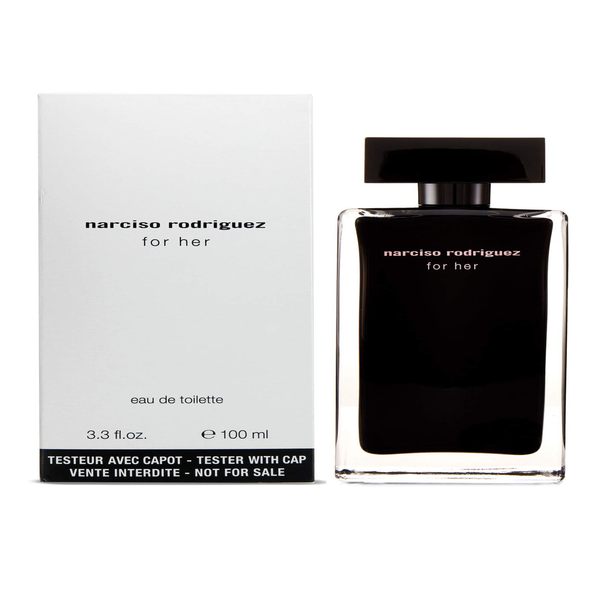 narciso rodriguez
for her
eau de toilette
3.3 fl.oz. ℮ 100 ml
TESTEUR AVEC CAPOT - TESTER WITH CAP
VENTE INTERDITE - NOT FOR SALE
narciso rodriguez
for her